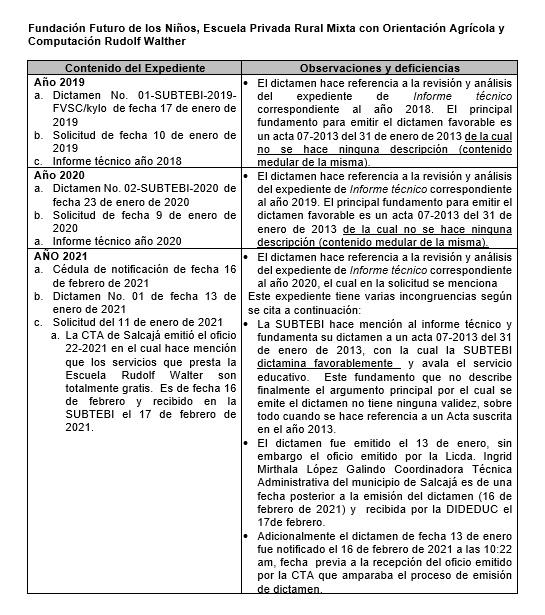 Fundación Futuro de los Niños, Escuela Privada Rural Mixta con Orientación Agrícola y
Computación Rudolf Walther
Contenido del Expediente
Observaciones y deficiencias
Año 2019
a. Dictamen No. 01-SUBTEBI-2019-
FVSC/kylo de fecha 17 de enero de
2019
b. Solicitud de fecha 10 de enero de
2019
c. Informe técnico año 2018
• El dictamen hace referencia a la revisión y análisis
del expediente de Informe técnico
correspondiente al año 2018. El principal
fundamento para emitir el dictamen favorable es
un acta 07-2013 del 31 de enero de 2013 de la cual
no se hace ninguna descripción (contenido
medular de la misma).
Año 2020
a. Dictamen No. 02-SUBTEBI-2020 de
fecha 23 de enero de 2020
b. Solicitud de fecha 9 de enero de
2020
a. Informe técnico año 2020
• El dictamen hace referencia a la revisión y análisis
del expediente de Informe técnico correspondiente
al año 2019. El principal fundamento para emitir el
dictamen favorable es un acta 07-2013 del 31 de
enero de 2013 de la cual no se hace ninguna
descripción (contenido medular de la misma).
AÑO 2021
a. Cédula de notificación de fecha 16
de febrero de 2021
b. Dictamen No. 01 de fecha 13 de
enero de 2021
c. Solicitud del 11 de enero de 2021
a. La CTA de Salcajá emitió el oficio
22-2021 en el cual hace mención
que los servicios que presta la
Escuela Rudolf Walter son
totalmente gratis. Es de fecha 16
de febrero y recibido en la
SUBTEBI el 17 de febrero de
2021.
• El dictamen hace referencia a la revisión y análisis
del expediente de Informe técnico correspondiente
al año 2020, el cual en la solicitud se menciona
Este expediente tiene varias incongruencias según
se cita a continuación:
• La SUBTEBI hace mención al informe técnico y
fundamenta su dictamen a un acta 07-2013 del 31
de enero de 2013, con la cual la SUBTEBI
dictamina favorablemente y avala el servicio
educativo. Este fundamento que no describe
finalmente el argumento principal por el cual se
emite el dictamen no tiene ninguna validez, sobre
todo cuando se hace referencia a un Acta suscrita
en el año 2013.
• El dictamen fue emitido el 13 de enero, sin
embargo el oficio emitido por la Licda. Ingrid
Mirthala López Galindo Coordinadora Técnica
Administrativa del municipio de Salcajá es de una
fecha posterior a la emisión del dictamen (16 de
febrero de 2021) y recibida por la DIDEDUC el
17de febrero.
• Adicionalmente el dictamen de fecha 13 de enero
fue notificado el 16 de febrero de 2021 a las 10:22
am, fecha previa a la recepción del oficio emitido
por la CTA que amparaba el proceso de emisión
de dictamen.